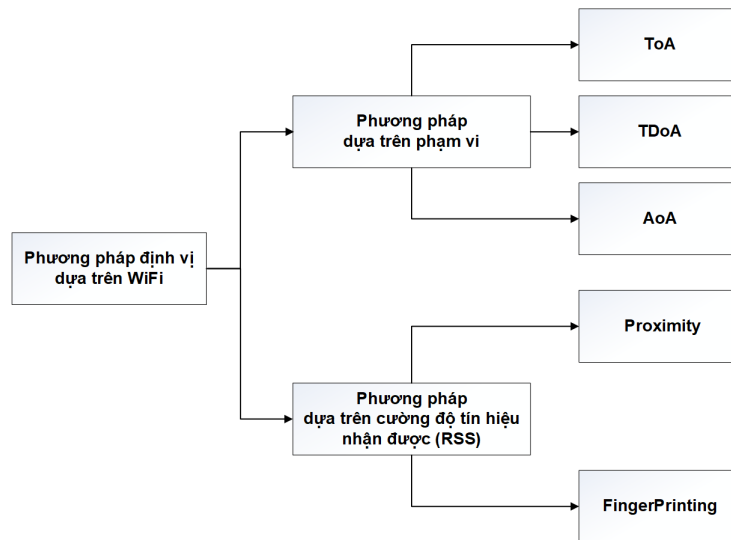 ToA
Phương pháp
dựa trên phạm vi
TDoA
AoA
Phương pháp định vị
dựa trên WiFi
Proximity
Phương pháp
dựa trên cường độ tín hiệu
nhận được (RSS)
FingerPrinting